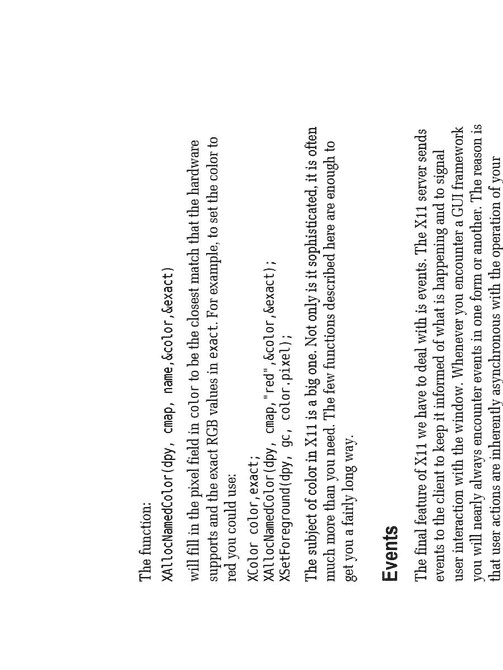 The function:
XAllocNamedColor(dpy, cmap, name,&color,&exact)
will fill in the pixel field in color to be the closest match that the hardware
supports and the exact RGB values in exact. For example, to set the color to
red you could use:
XColor color,exact;
XAllocNamedColor(dpy, cmap,"red",&color,&exact);
XSetForeground(dpy, gc, color.pixel);
The subject of color in X11 is a big one. Not only is it sophisticated, it is often
much more than you need. The few functions described here are enough to
get you a fairly long way.
Events
The final feature of X11 we have to deal with is events. The X11 server sends
events to the client to keep it informed of what is happening and to signal
user interaction with the window. Whenever you encounter a GUI framework
you will nearly always encounter events in one form or another. The reason is
that user actions are inherently asynchronous with the operation of your